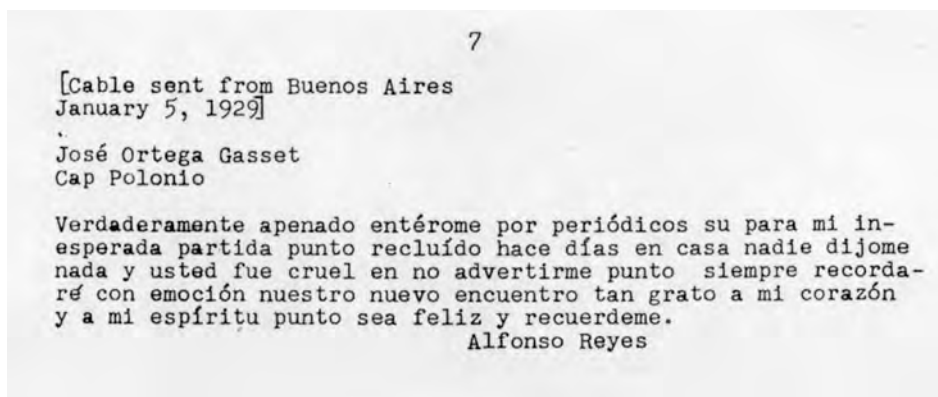 7
[Cable sent from Buenos Aires
January 5, 1929]
José Ortega Gasset
Cap Polonio
Verdaderamente apenado entérome por periódicos su para mi in-
esperada partida punto recluído hace días en casa nadie dijome
nada y usted fue cruel en no advertirme punto siempre recorda-
ré con emoción nuestro nuevo encuentro tan grato a mi corazón
y a mi espíritu punto sea feliz y recuerdeme.
Alfonso Reyes